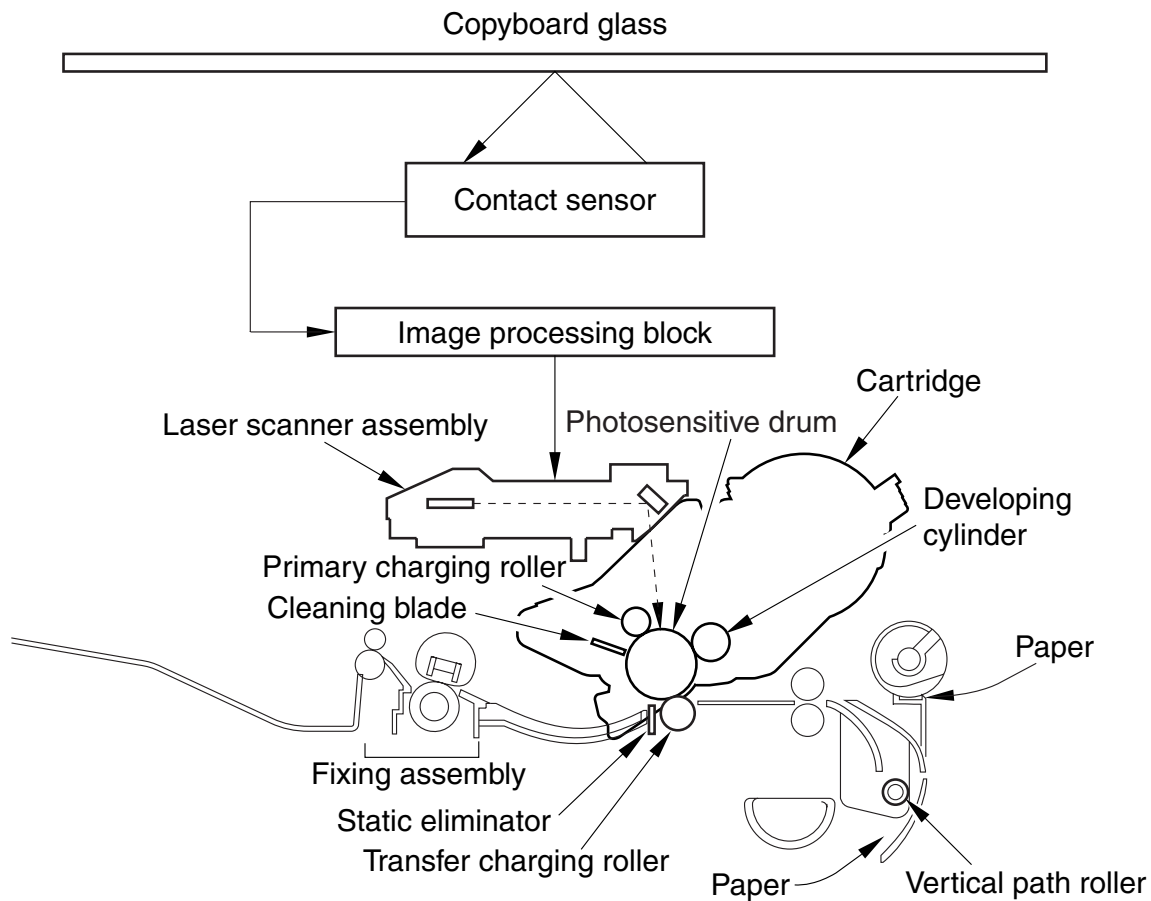 Copyboard glass
Contact sensor
Image processing block
Cartridge
Laser scanner assembly
Photosensitive drum
Developing
cylinder
Primary charging roller
Cleaning blade
Paper
Fixing assembly
Static eliminator
Transfer charging roller
Paper
Vertical path roller